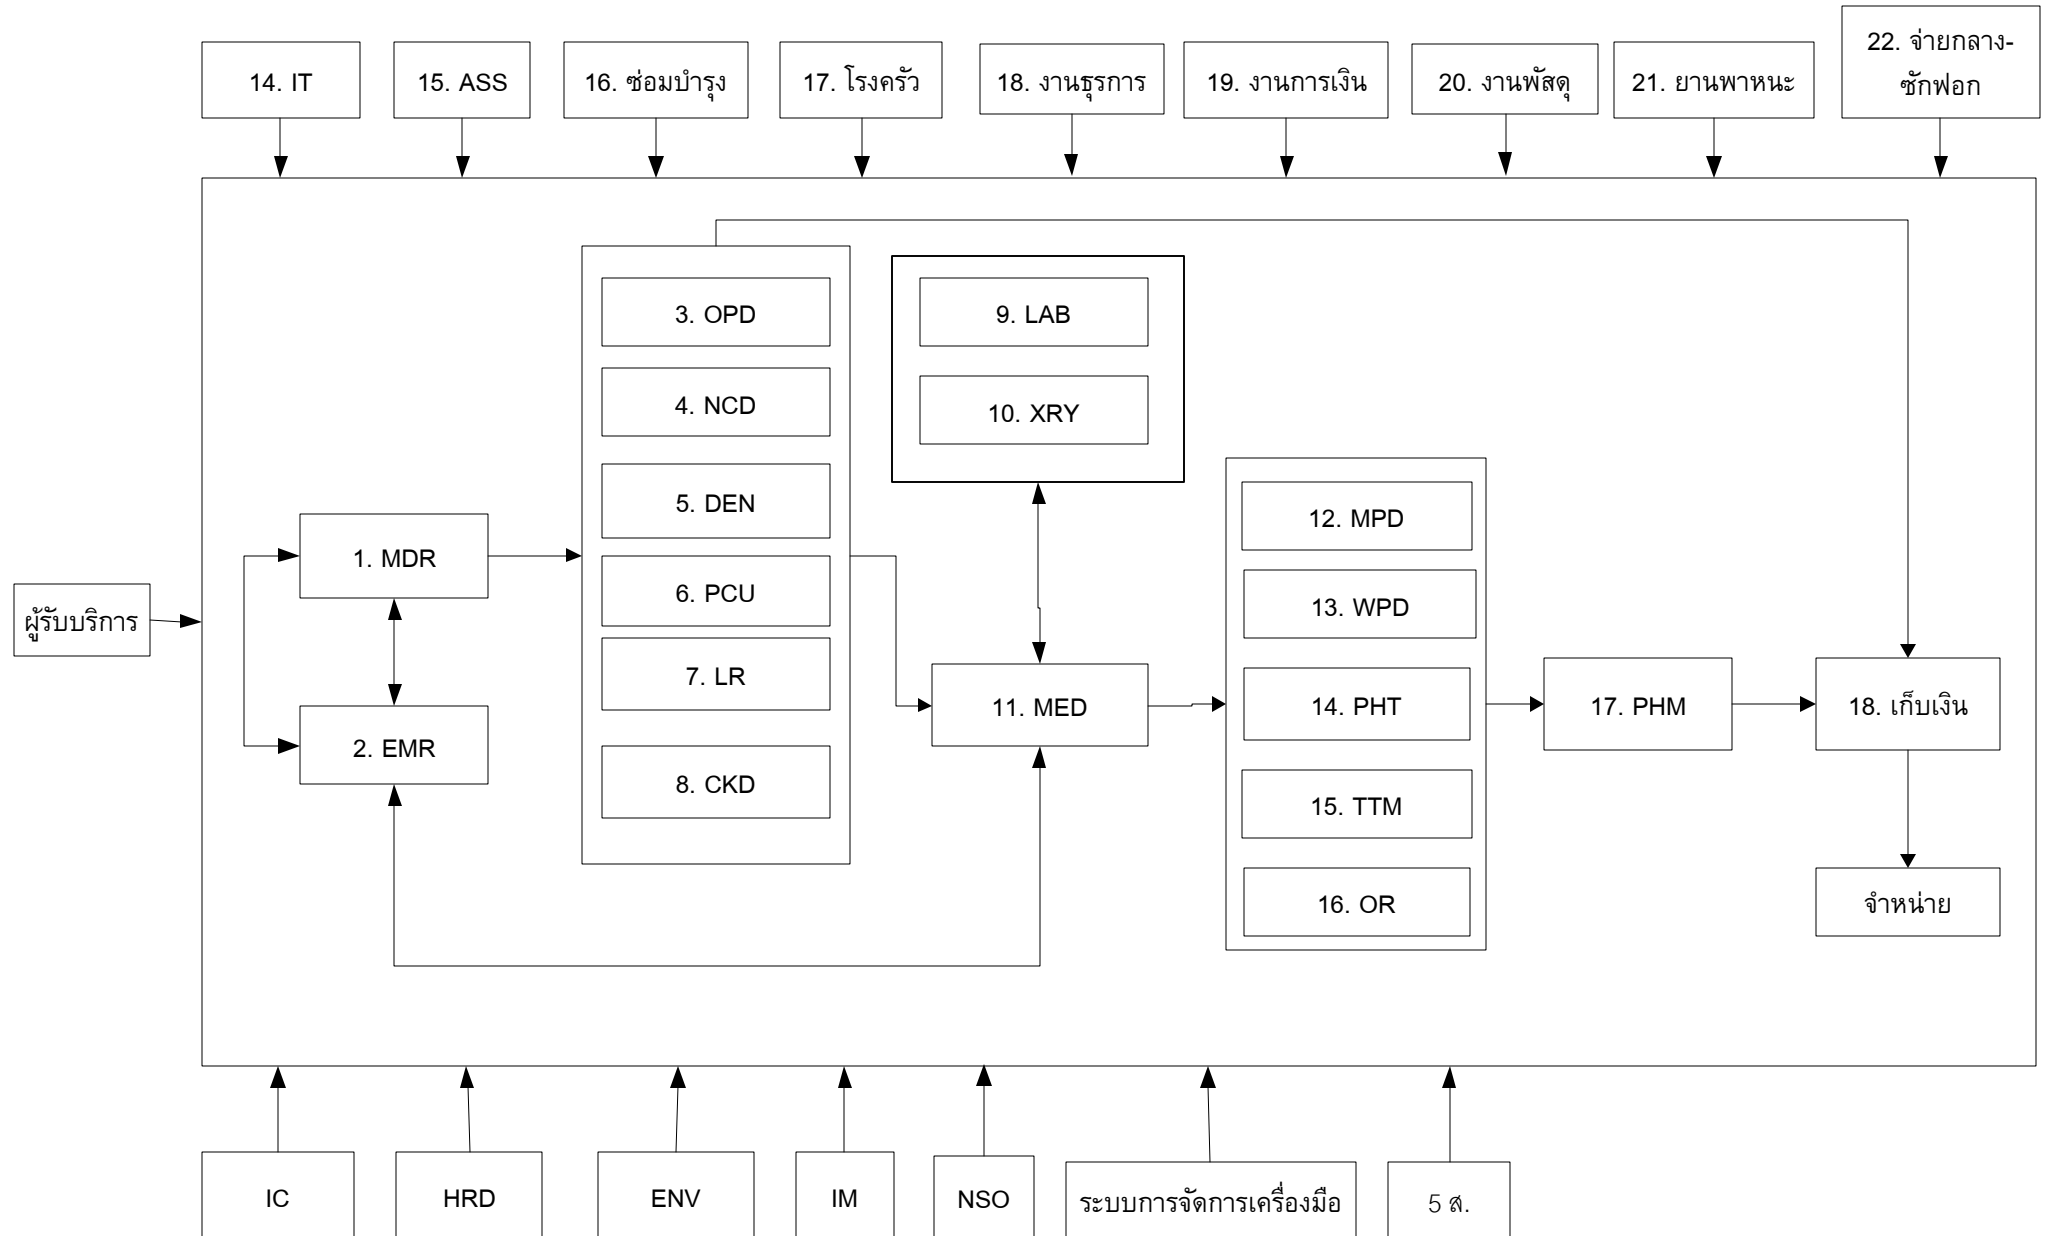 14. IT
15. ASS
16. ซ่อมบำรุง
17. โรงครัว
18. งานธุรการ
19. งานการเงิน
20. งานพัสดุ
21. ยานพาหนะ
22. จ่ายกลาง-
ซักฟอก
3. OPD
4. NCD
5. DEN
6. PCU
7. LR
8. CKD
9. LAB
10. XRY
1. MDR
2. EMR
ผู้รับบริการ
11. MED
12. MPD
13. WPD
14. PHT
15. TTM
16. OR
17. PHM
18. เก็บเงิน
จำหน่าย
IC
HRD
ENV
IM
NSO
ระบบการจัดการเครื่องมือ
5 ส.